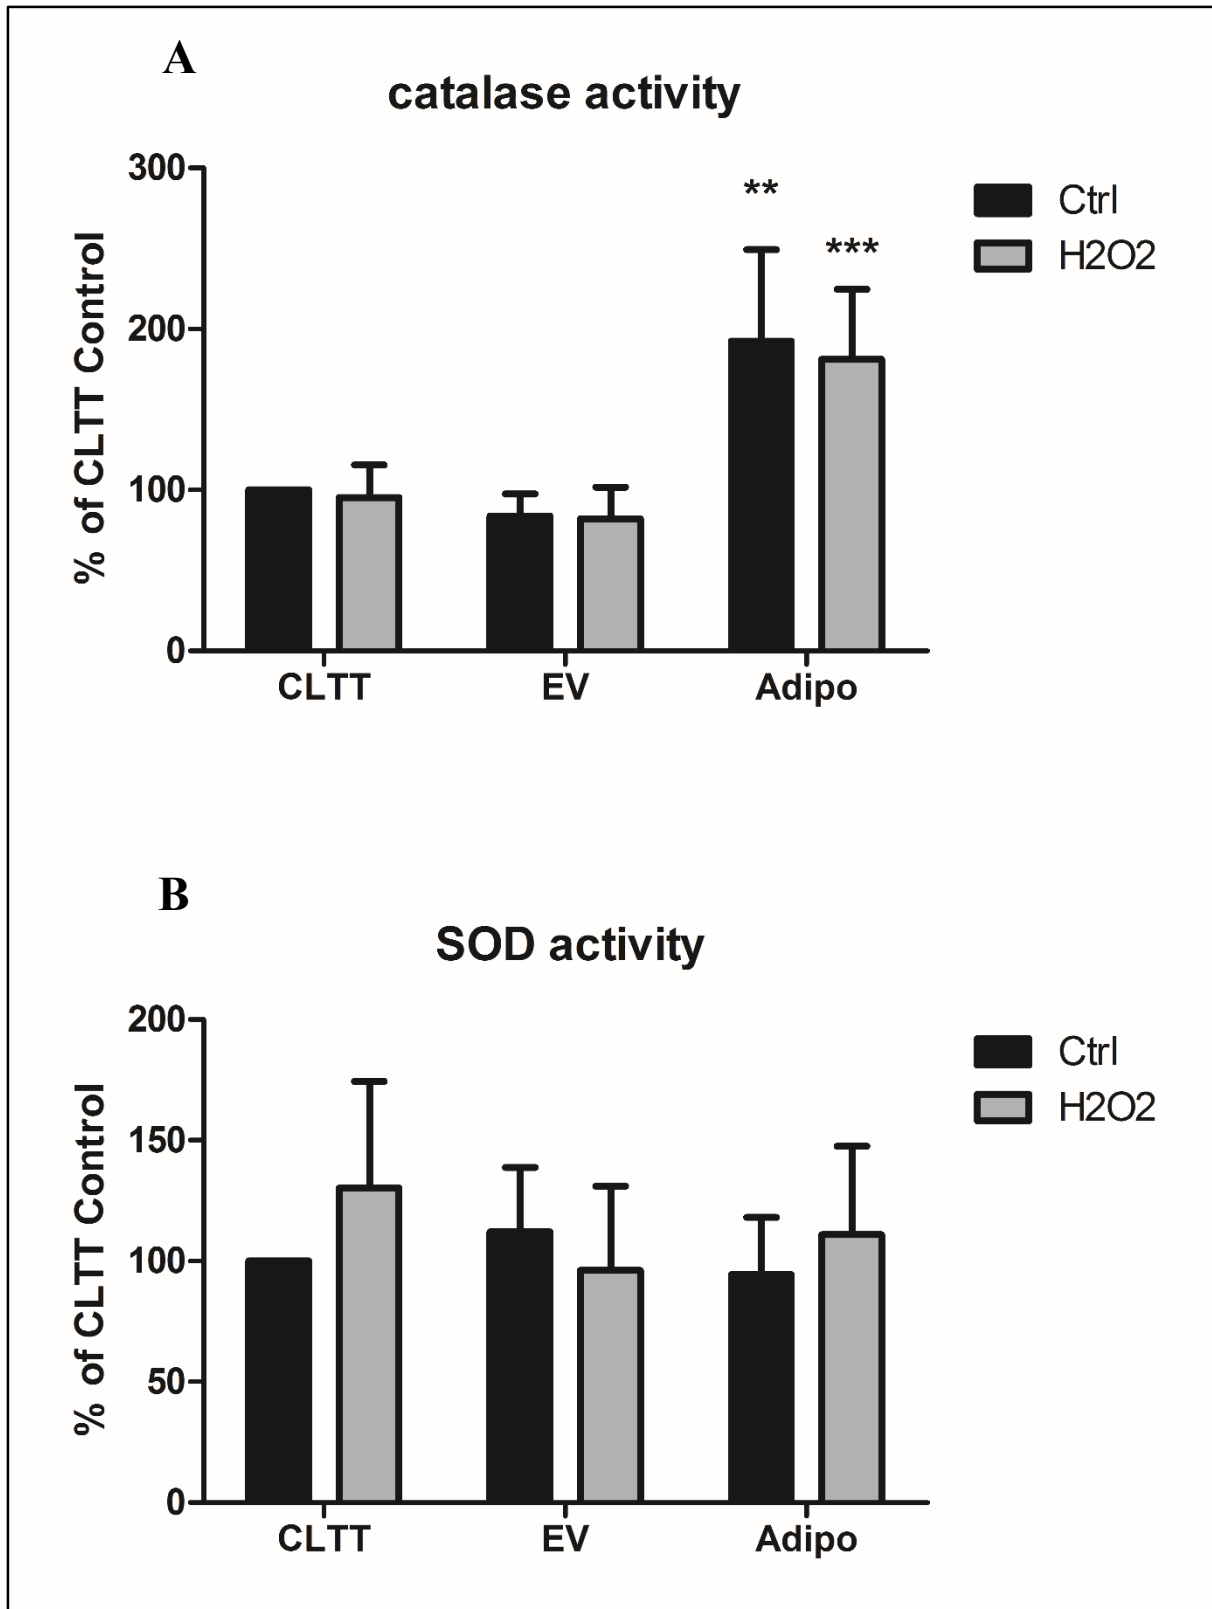 A
catalase activity
300
200
100
0
% of CLTT Control
**
***
Ctrl
H2O2
CLTT EV Adipo
B
SOD activity
200
150
100
50
0
% of CLTT Control
Ctrl
H2O2
CLTT EV Adipo